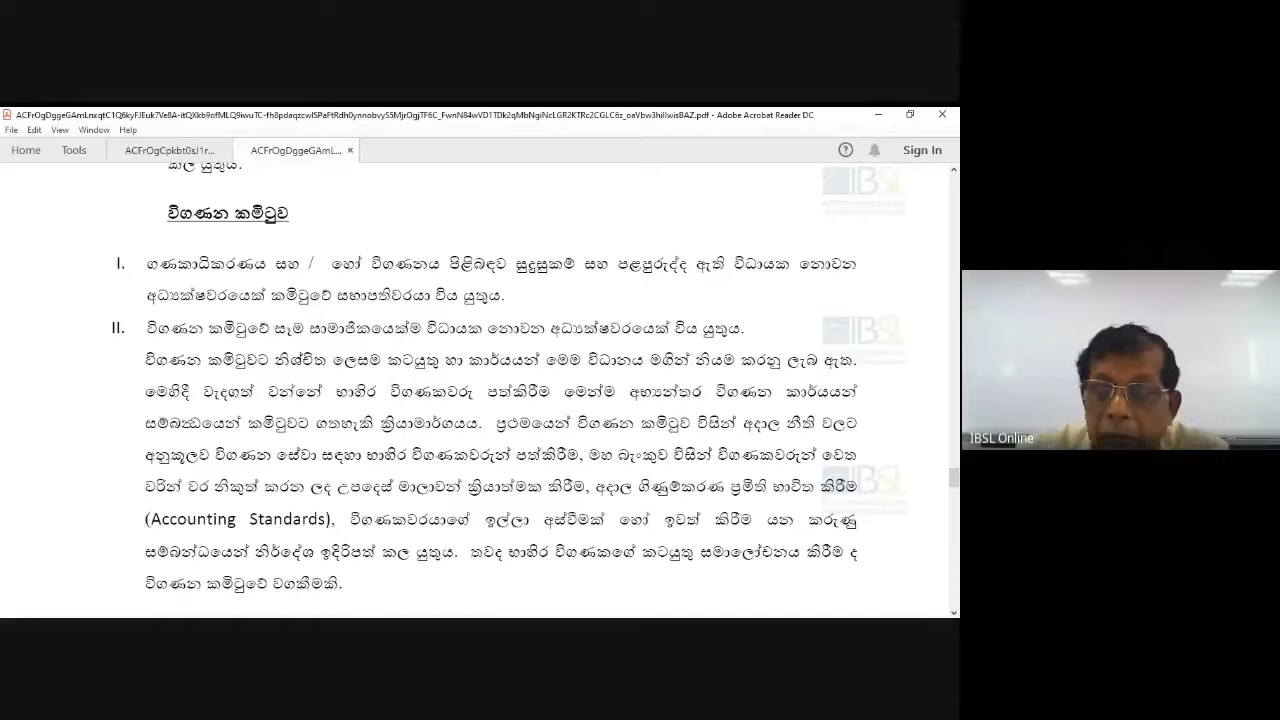 ACFrOgDggeGAmLnxqtC1Q6kyFJEuk7Ve8A-itQXkb9ofMLQ9iwuTC-fh8pdaqzcwISPaFtRdh0ynnobvyS5MjrOgjTF6C_FwnN84wVD1TDk2qMbNgiNcLGR2KTRc2CGLC6z_oaVbw3hillwisBAZ.pdf - Adobe Acrobat Reader DC
File Edit View Window Help
Home Tools ACFrOgCpkbt0sJ1r... ACFrOgDggeGAmL... × Sign In
කල යුතුය.
IBSL
විගණන කමිටුව
I. ගණකාධිකරණය සහ / හෝ විගණනය පිළිබඳව සුදුසුකම් සහ පළපුරුද්ද ඇති විධායක නොවන
අධ්‍යක්ෂවරයෙක් කමිටුවේ සභාපතිවරයා විය යුතුය.
II. විගණන කමිටුවේ සෑම සාමාජිකයෙක්ම විධායක නොවන අධ්‍යක්ෂවරයෙක් විය යුතුය.
IBSL
විගණන කමිටුවට නිශ්චිත ලෙසම කටයුතු හා කාර්යයන් මෙම විධානය මගින් නියම කරනු ලැබ ඇත.
මෙහිදී වැදගත් වන්නේ භාහිර විගණකවරු පත්කිරීම මෙන්ම අභ්‍යන්තර විගණන කාර්යයන්
සම්බන්ධයෙන් කමිටුවට ගතහැකි ක්‍රියාමාර්ගයය. ප්‍රථමයෙන් විගණන කමිටුව විසින් අදාල නීති වලට
අනුකූලව විගණන සේවා සඳහා භාහිර විගණකවරුන් පත්කිරීම, මහ බැංකුව විසින් විගණකවරුන් වෙත
වරින් වර නිකුත් කරන ලද උපදෙස් මාලාවන් ක්‍රියාත්මක කිරීම, අදාල ගිණුම්කරණ ප්‍රමිති භාවිත කිරීම
IBSL
(Accounting Standards), විගණකවරයාගේ ඉල්ලා අස්වීමක් හෝ ඉවත් කිරීම යන කරුණු
සම්බන්ධයෙන් නිර්දේශ ඉදිරිපත් කල යුතුය. තවද භාහිර විගණකගේ කටයුතු සමාලෝචනය කිරීම ද
විගණන කමිටුවේ වගකීමකි.
IBSL Online